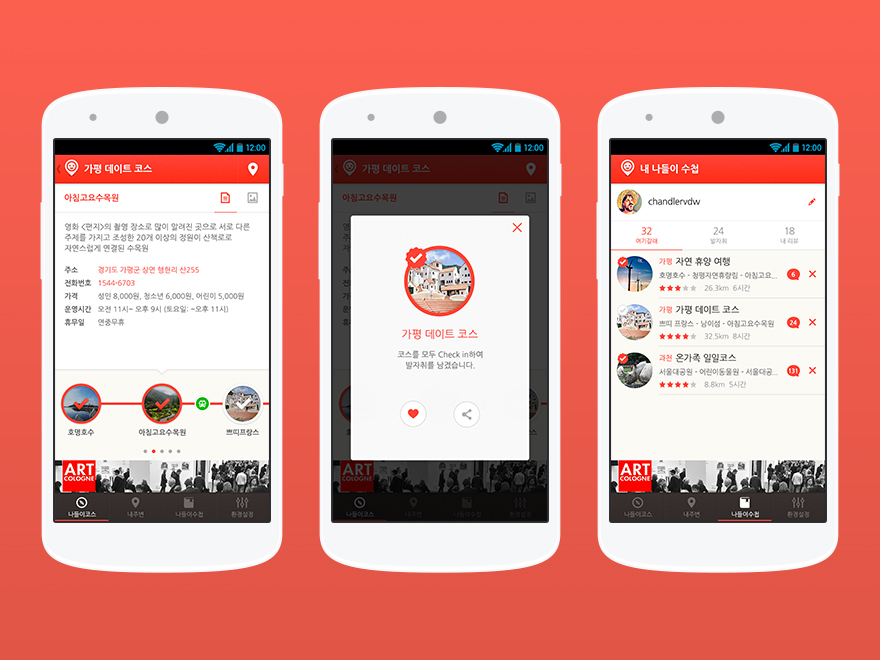 12:00
가평 데이트 코스
아침고요수목원
영화 <편지>의 촬영 장소로 많이 알려진 곳으로 서로 다른
주제를 가지고 조성한 20개 이상의 정원이 산책로로
자연스럽게 연결된 수목원
주소 경기도 가평군 상면 행현리 산255
전화번호 1544-6703
가격 성인 8,000원, 청소년 6,000원, 어린이 5,000원
운영시간 오전 11시~ 오후 9시 (토요일: ~오후 11시)
휴무일 연중무휴
호명호수 아침고요수목원 쁘띠프랑스
ART
COLOGNE
나들이코스 내주변 나들이수첩 환경설정
12:00
가평 데이트 코스
아침고요수목원
가평 데이트 코스
코스를 모두 Check in하여
발자취를 남겼습니다.
ART
COLOGNE
나들이코스 내주변 나들이수첩 환경설정
12:00
내 나들이 수첩
chandlervdw
32 24 18
여기갈래 발자취 내 리뷰
가평 자연 휴양 여행
호명호수 - 청평자연휴양림 - 아침고요...
26.3km 6시간
6
가평 가평 데이트 코스
쁘띠 프랑스 - 남이섬 - 아침고요수목원
32.5km 8시간
24
과천 온가족 일일코스
서울대공원 - 어린이동물원 - 서울대공...
8.8km 5시간
131
ART
COLOGNE
나들이코스 내주변 나들이수첩 환경설정